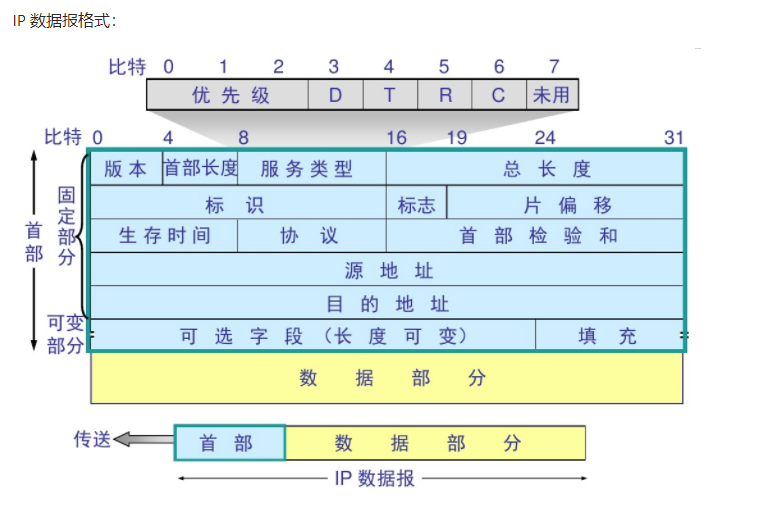 IP 数据报格式：
比特 0 1 2 3 4 5 6 7
优先级 D T R C 未用
比特 0 4 8 16 19 24 31
版本 首部长度 服务类型 总长度
标识 标志 片偏移
生存时间 协议 首部检验和
源地址
目的地址
可选字段（长度可变） 填充
数据部分
首部
固定部分
可变部分
传送 首部 数据部分
IP 数据报